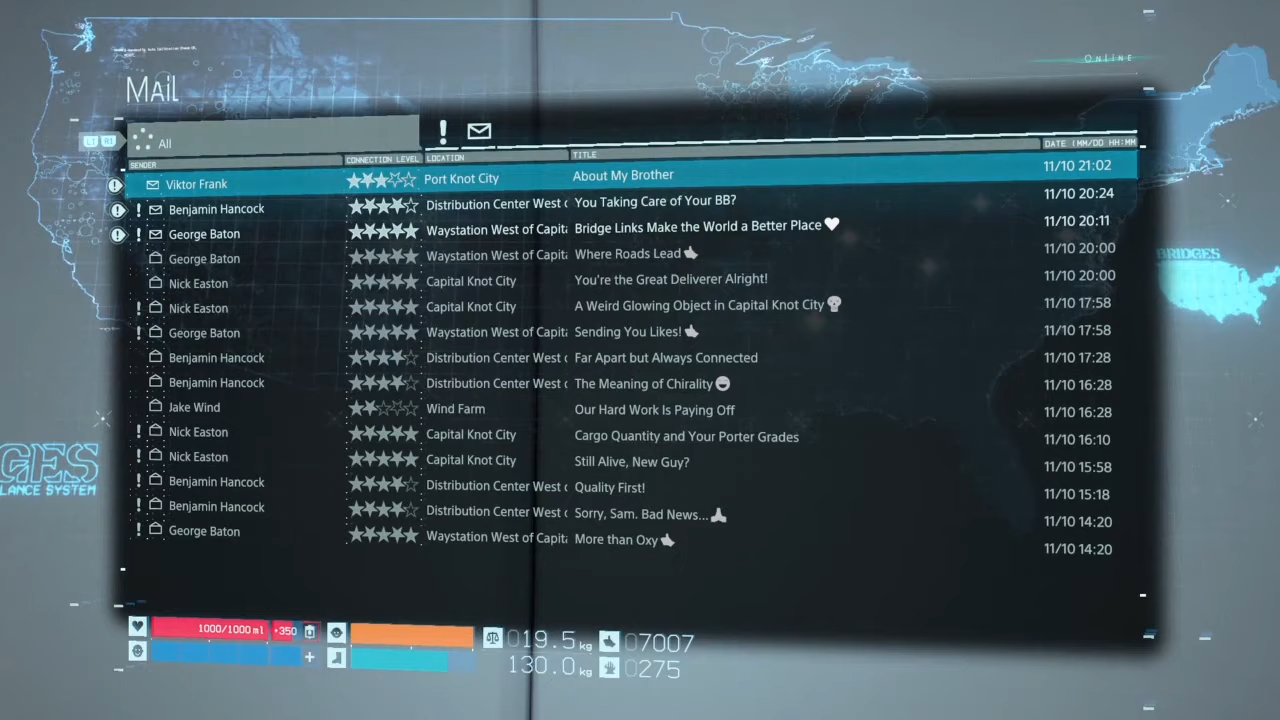 ONLINE
MAIL
L1 R1 All
SENDER CONNECTION LEVEL LOCATION TITLE DATE (MM/DD HH:MM
Viktor Frank Port Knot City About My Brother 11/10 21:02
Benjamin Hancock Distribution Center West You Taking Care of Your BB? 11/10 20:24
George Baton Waystation West of Capit Bridge Links Make the World a Better Place 11/10 20:11
George Baton Waystation West of Capit Where Roads Lead 11/10 20:00
Nick Easton Capital Knot City You're the Great Deliverer Alright! 11/10 20:00
Nick Easton Capital Knot City A Weird Glowing Object in Capital Knot City 11/10 17:58
George Baton Waystation West of Capit Sending You Likes! 11/10 17:58
Benjamin Hancock Distribution Center West Far Apart but Always Connected 11/10 17:28
Benjamin Hancock Distribution Center West The Meaning of Chirality 11/10 16:28
Jake Wind Wind Farm Our Hard Work Is Paying Off 11/10 16:28
Nick Easton Capital Knot City Cargo Quantity and Your Porter Grades 11/10 16:10
Nick Easton Capital Knot City Still Alive, New Guy? 11/10 15:58
Benjamin Hancock Distribution Center West Quality First! 11/10 15:18
Benjamin Hancock Distribution Center West Sorry, Sam. Bad News... 11/10 14:20
George Baton Waystation West of Capit More than Oxy 11/10 14:20
BRIDGES
GES
LANCE SYSTEM
1000/1000 ml +350 019.5 kg 07007
130.0 kg 0275